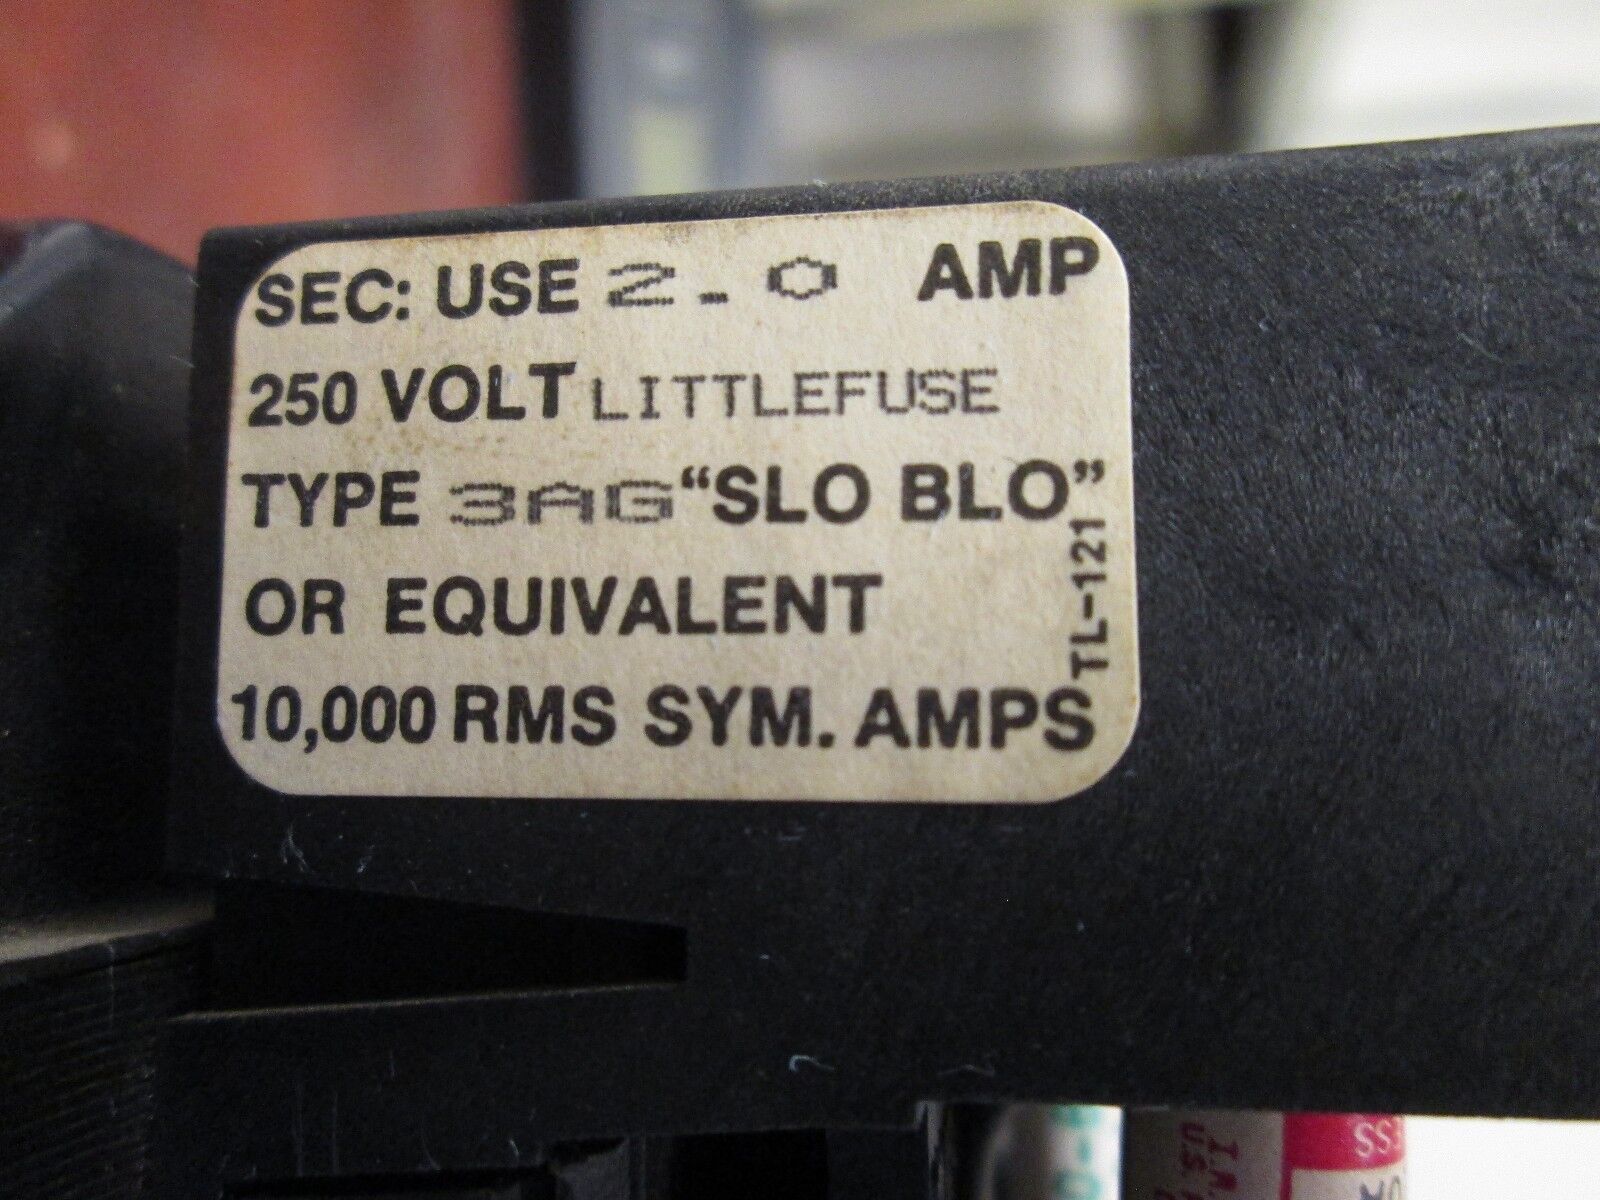 SEC: USE 2.0 AMP
250 VOLT LITTLEFUSE
TYPE 3AG "SLO BLO"
OR EQUIVALENT
10,000 RMS SYM. AMPS
TL-121
SS